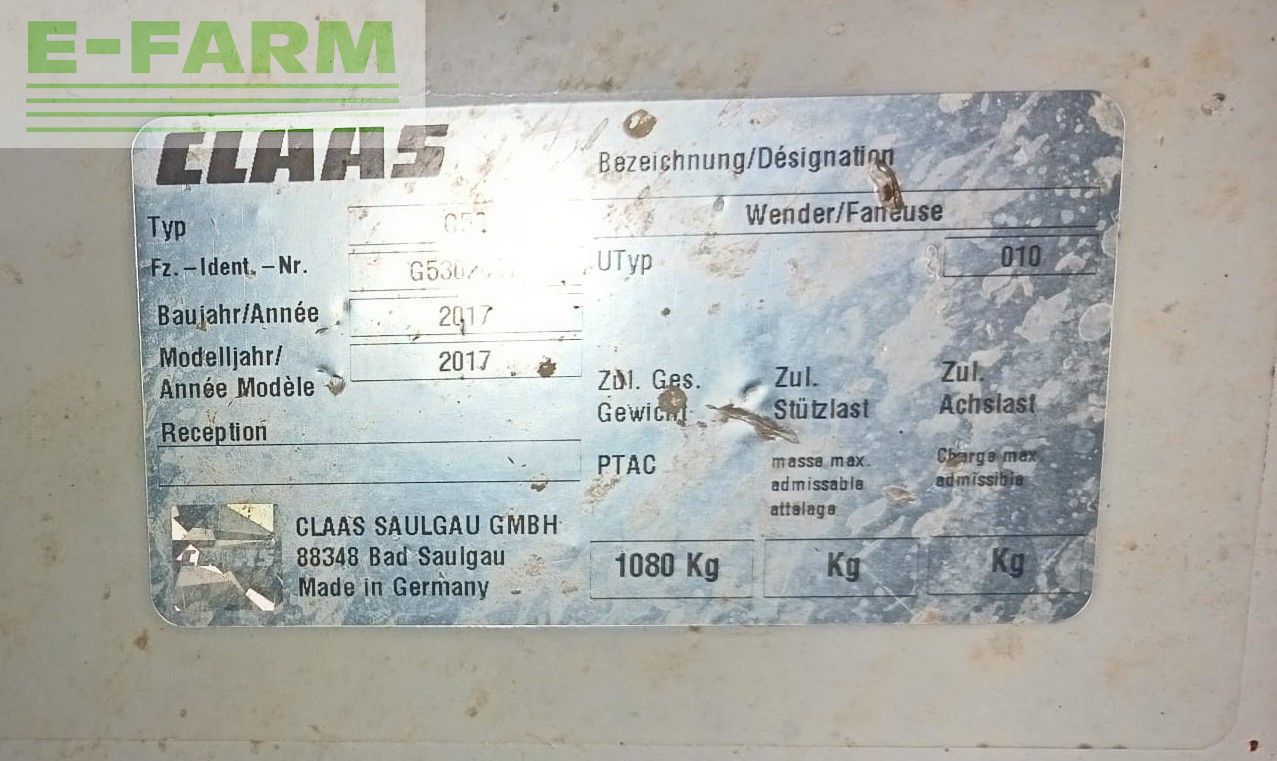 E-FARM
CLAAS
Bezeichnung/Désignation
Wender/Faneuse
Typ
UTyp 010
Fz.-Ident.-Nr.
Baujahr/Année 2017
Modelljahr/
Année Modèle 2017
Reception
Zul. Ges.
Gewicht
PTAC
1080 Kg
Zul.
Stützlast
masse max.
admissable
attelage
Kg
Zul.
Achslast
Charge max
admissible
Kg
CLAAS SAULGAU GMBH
88348 Bad Saulgau
Made in Germany